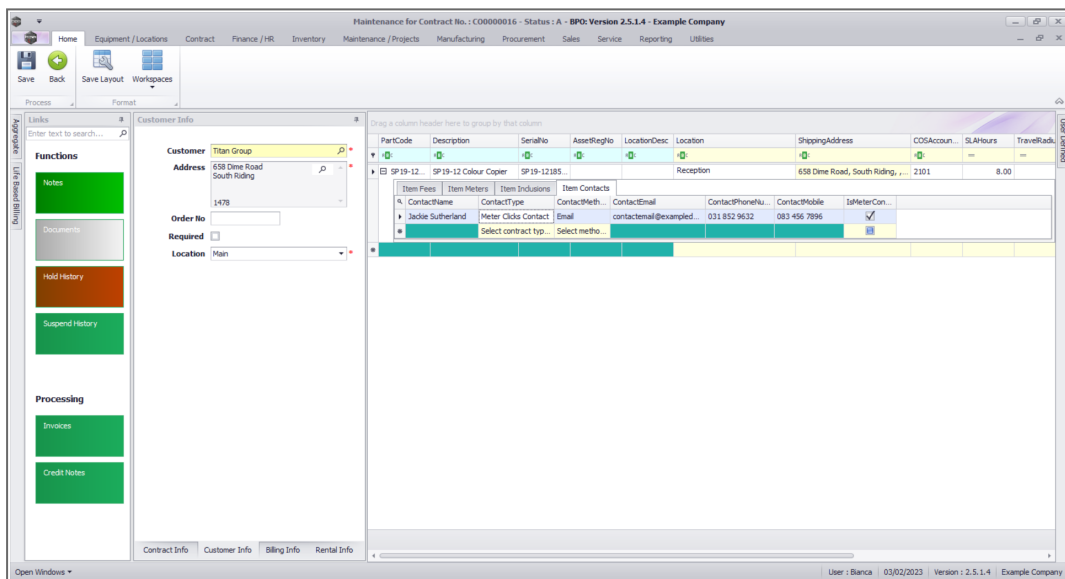 Maintenance for Contract No. : CO0000016 - Status : A - BPO: Version 2.5.1.4 - Example Company
Home Equipment / Locations Contract Finance / HR Inventory Maintenance / Projects Manufacturing Procurement Sales Service Reporting Utilities
Save Back Save Layout Workspaces
Process Format
Aggregate
Life Based Billing
Links
Enter text to search...
Functions
Notes
Documents
Hold History
Suspend History
Processing
Invoices
Credit Notes
Customer Info
Customer Titan Group *
Address 658 Dime Road *
South Riding
1478
Order No
Required
Location Main *
Contract Info Customer Info Billing Info Rental Info
Drag a column header here to group by that column
PartCode Description SerialNo AssetRegNo LocationDesc Location ShippingAddress COSAccoun... SLAHours TravelRadiu
SP19-12... SP19-12 Colour Copier SP19-12185... Reception 658 Dime Road, South Riding, ,... 2101 8.00
Item Fees Item Meters Item Inclusions Item Contacts
ContactName ContactType ContactMeth... ContactEmail ContactPhoneNu... ContactMobile IsMeterCon...
Jackie Sutherland Meter Clicks Contact Email contactemail@exampled... 031 852 9632 083 456 7896
Select contract typ... Select metho...
User Defined
Open Windows
User : Bianca 03/02/2023 Version : 2.5.1.4 Example Company